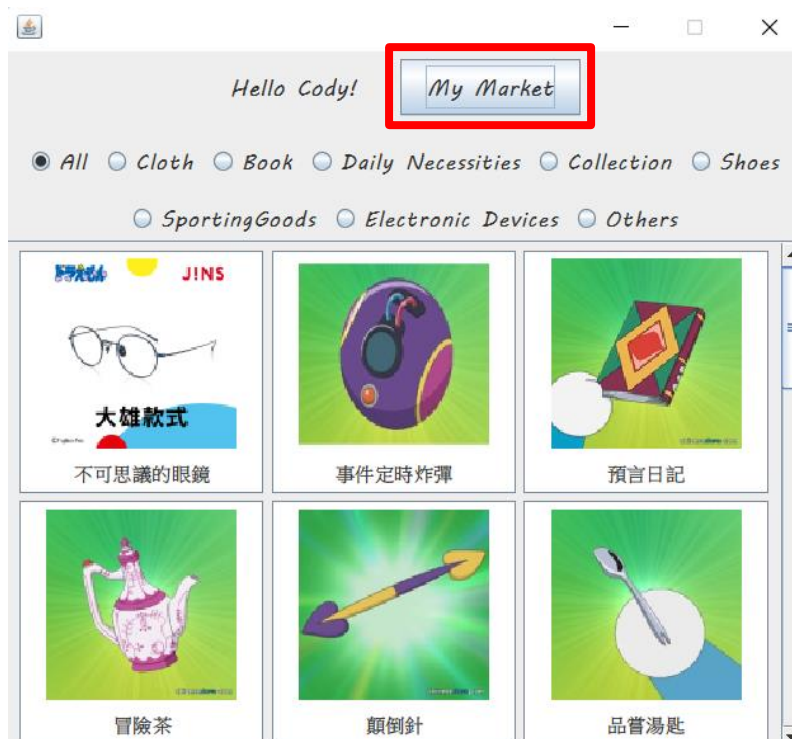 Hello Cody! My Market
All Cloth Book Daily Necessities Collection Shoes
SportingGoods Electronic Devices Others
ドラえもん JINS
大雄款式
不可思議的眼鏡 事件定時炸彈 預言日記
冒險茶 顛倒針 品嘗湯匙